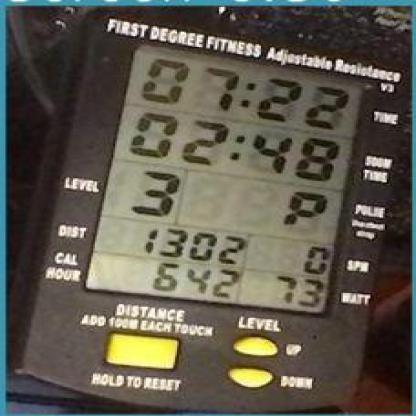 FIRST DEGREE FITNESS Adjustable Resistance
V3
07:22 TIME
02:48 500M TIME
LEVEL 3 P PULSE
DIST 1302 0 SPM
CAL HOUR 642 73 WATT
DISTANCE
ADD 100M EACH TOUCH
LEVEL
UP
DOWN
HOLD TO RESET